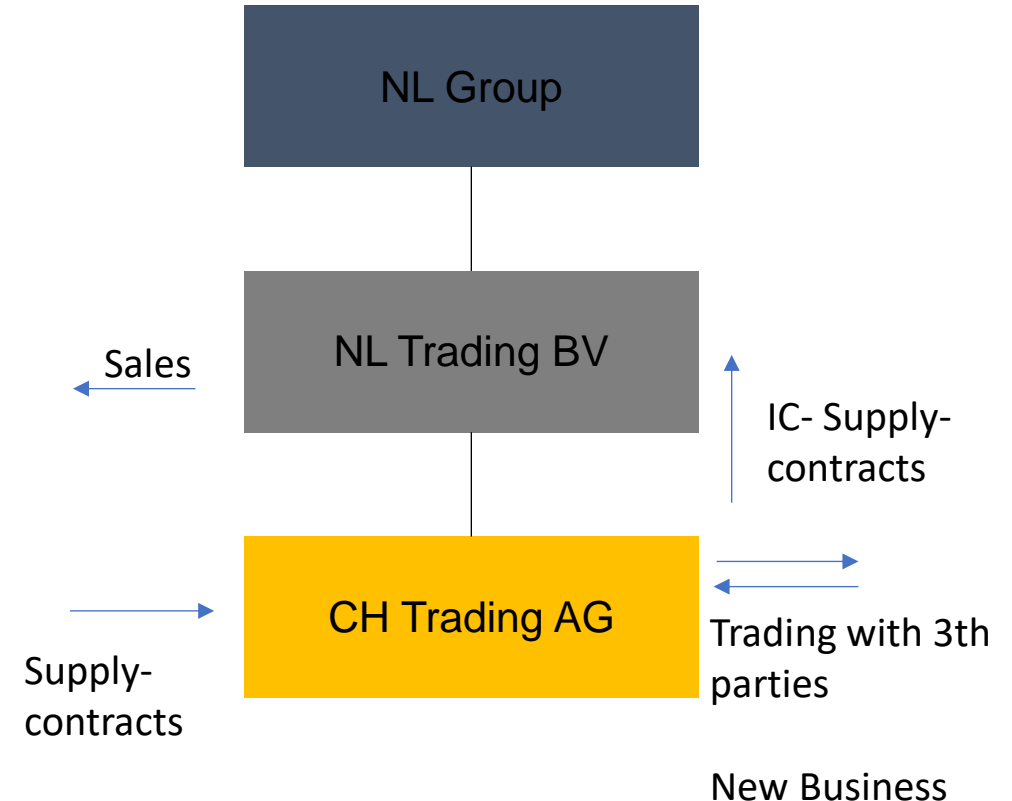 NL Group
NL Trading BV
Sales
IC- Supply-
contracts
CH Trading AG
Supply-
contracts
Trading with 3th
parties
New Business